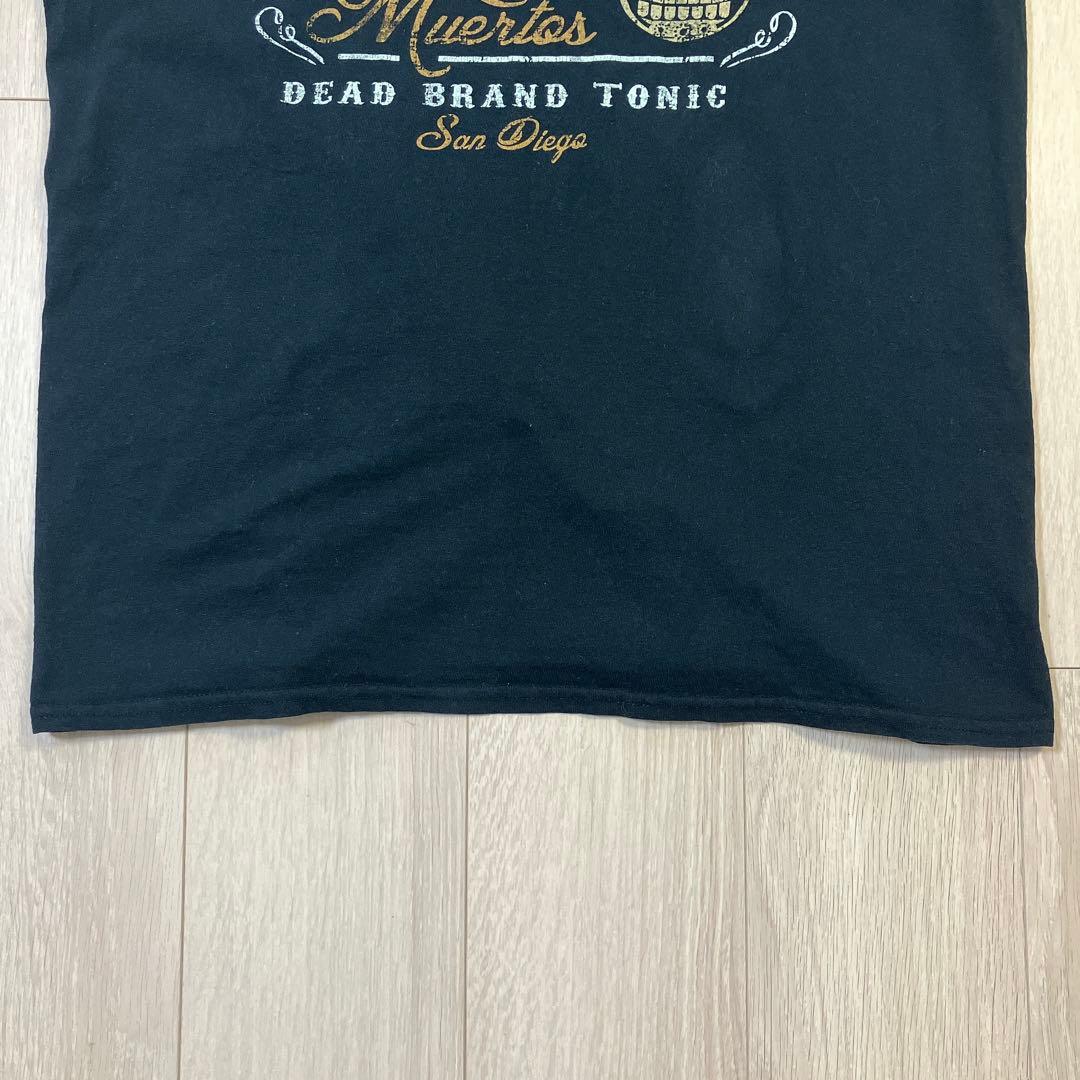 Muertos
DEAD BRAND TONIC
San Diego